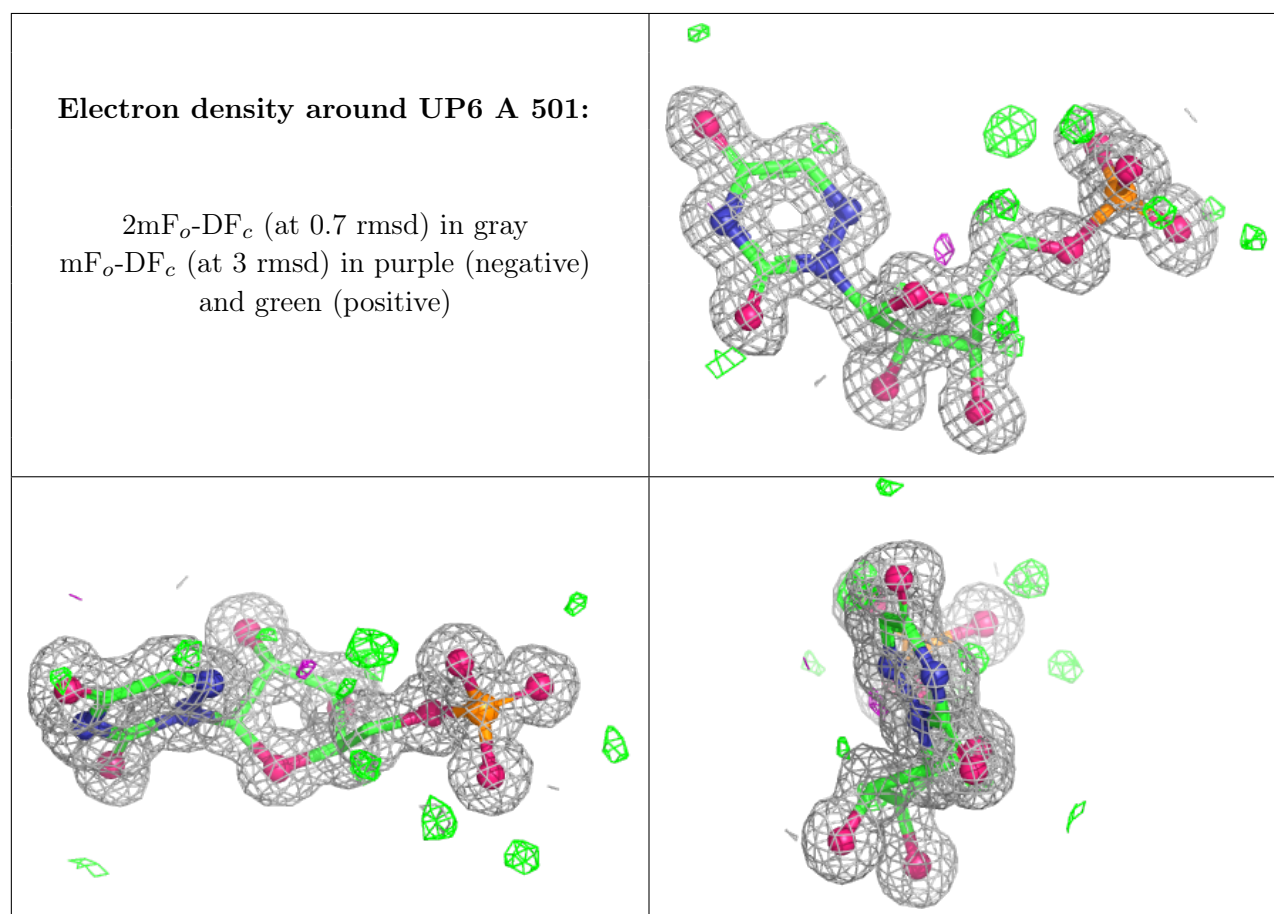 Electron density around UP6 A 501:
2mFₒ-DF𝒸 (at 0.7 rmsd) in gray
mFₒ-DF𝒸 (at 3 rmsd) in purple (negative)
and green (positive)